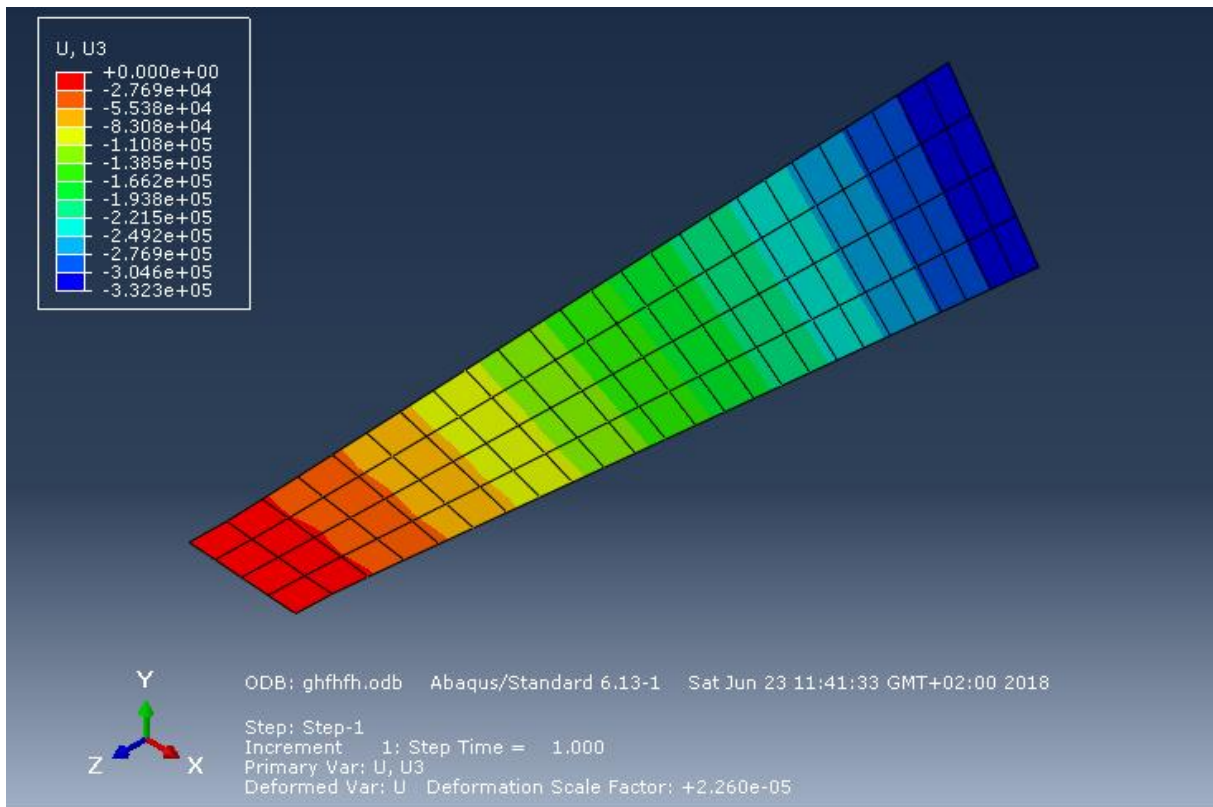 U, U3
+0.000e+00
-2.769e+04
-5.538e+04
-8.308e+04
-1.108e+05
-1.385e+05
-1.662e+05
-1.938e+05
-2.215e+05
-2.492e+05
-2.769e+05
-3.046e+05
-3.323e+05
Y
Z
X
ODB: ghfhfh.odb Abaqus/Standard 6.13-1 Sat Jun 23 11:41:33 GMT+02:00 2018
Step: Step-1
Increment 1: Step Time = 1.000
Primary Var: U, U3
Deformed Var: U Deformation Scale Factor: +2.260e-05